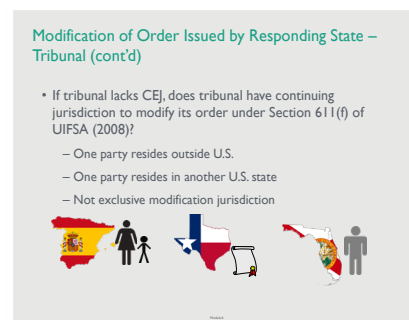 Modification of Order Issued by Responding State –
Tribunal (cont'd)
• If tribunal lacks CEJ, does tribunal have continuing
jurisdiction to modify its order under Section 611(f) of
UIFSA (2008)?
– One party resides outside U.S.
– One party resides in another U.S. state
– Not exclusive modification jurisdiction